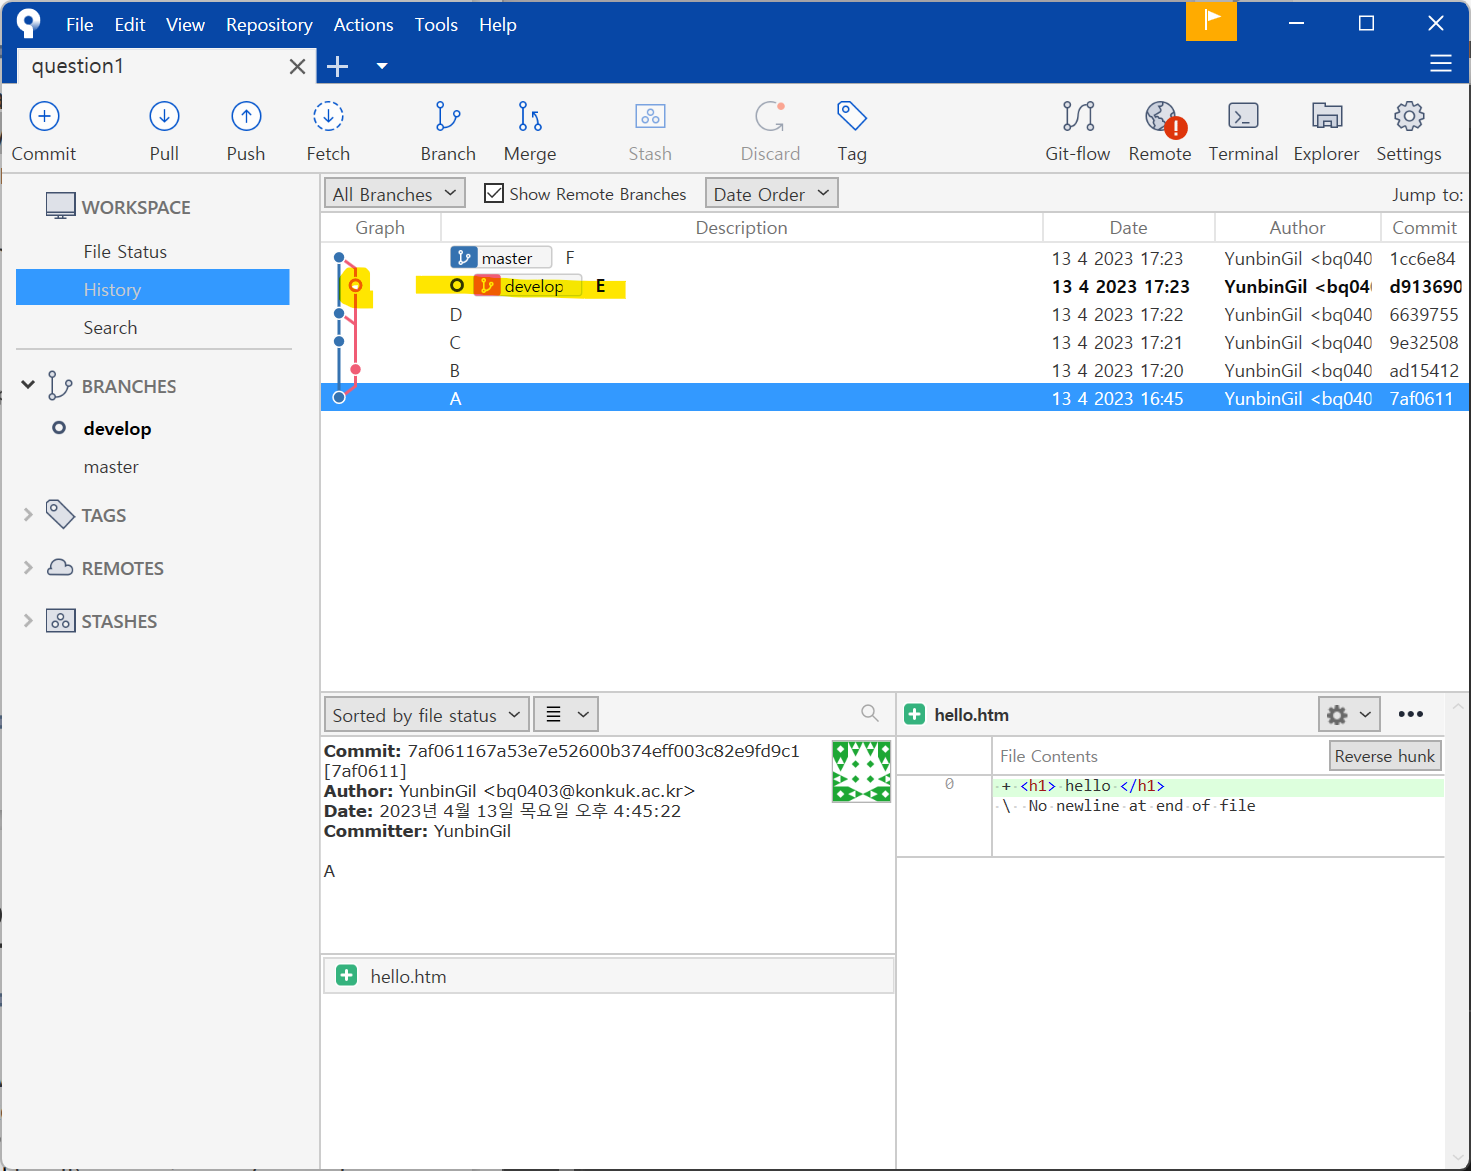 File Edit View Repository Actions Tools Help
question1
Commit Pull Push Fetch Branch Merge Stash Discard Tag Git-flow Remote Terminal Explorer Settings
WORKSPACE
File Status
History
Search
BRANCHES
develop
master
TAGS
REMOTES
STASHES
All Branches Show Remote Branches Date Order Jump to:
Graph Description Date Author Commit
master F 13 4 2023 17:23 YunbinGil <bq040 1cc6e84
develop E 13 4 2023 17:23 YunbinGil <bq04 d913690
D 13 4 2023 17:22 YunbinGil <bq040 6639755
C 13 4 2023 17:21 YunbinGil <bq040 9e32508
B 13 4 2023 17:20 YunbinGil <bq040 ad15412
A 13 4 2023 16:45 YunbinGil <bq040 7af0611
Sorted by file status
Commit: 7af061167a53e7e52600b374eff003c82e9fd9c1
[7af0611]
Author: YunbinGil <bq0403@konkuk.ac.kr>
Date: 2023년 4월 13일 목요일 오후 4:45:22
Committer: YunbinGil
A
hello.htm
hello.htm
File Contents Reverse hunk
0 + <h1> hello </h1>
\ No newline at end of file